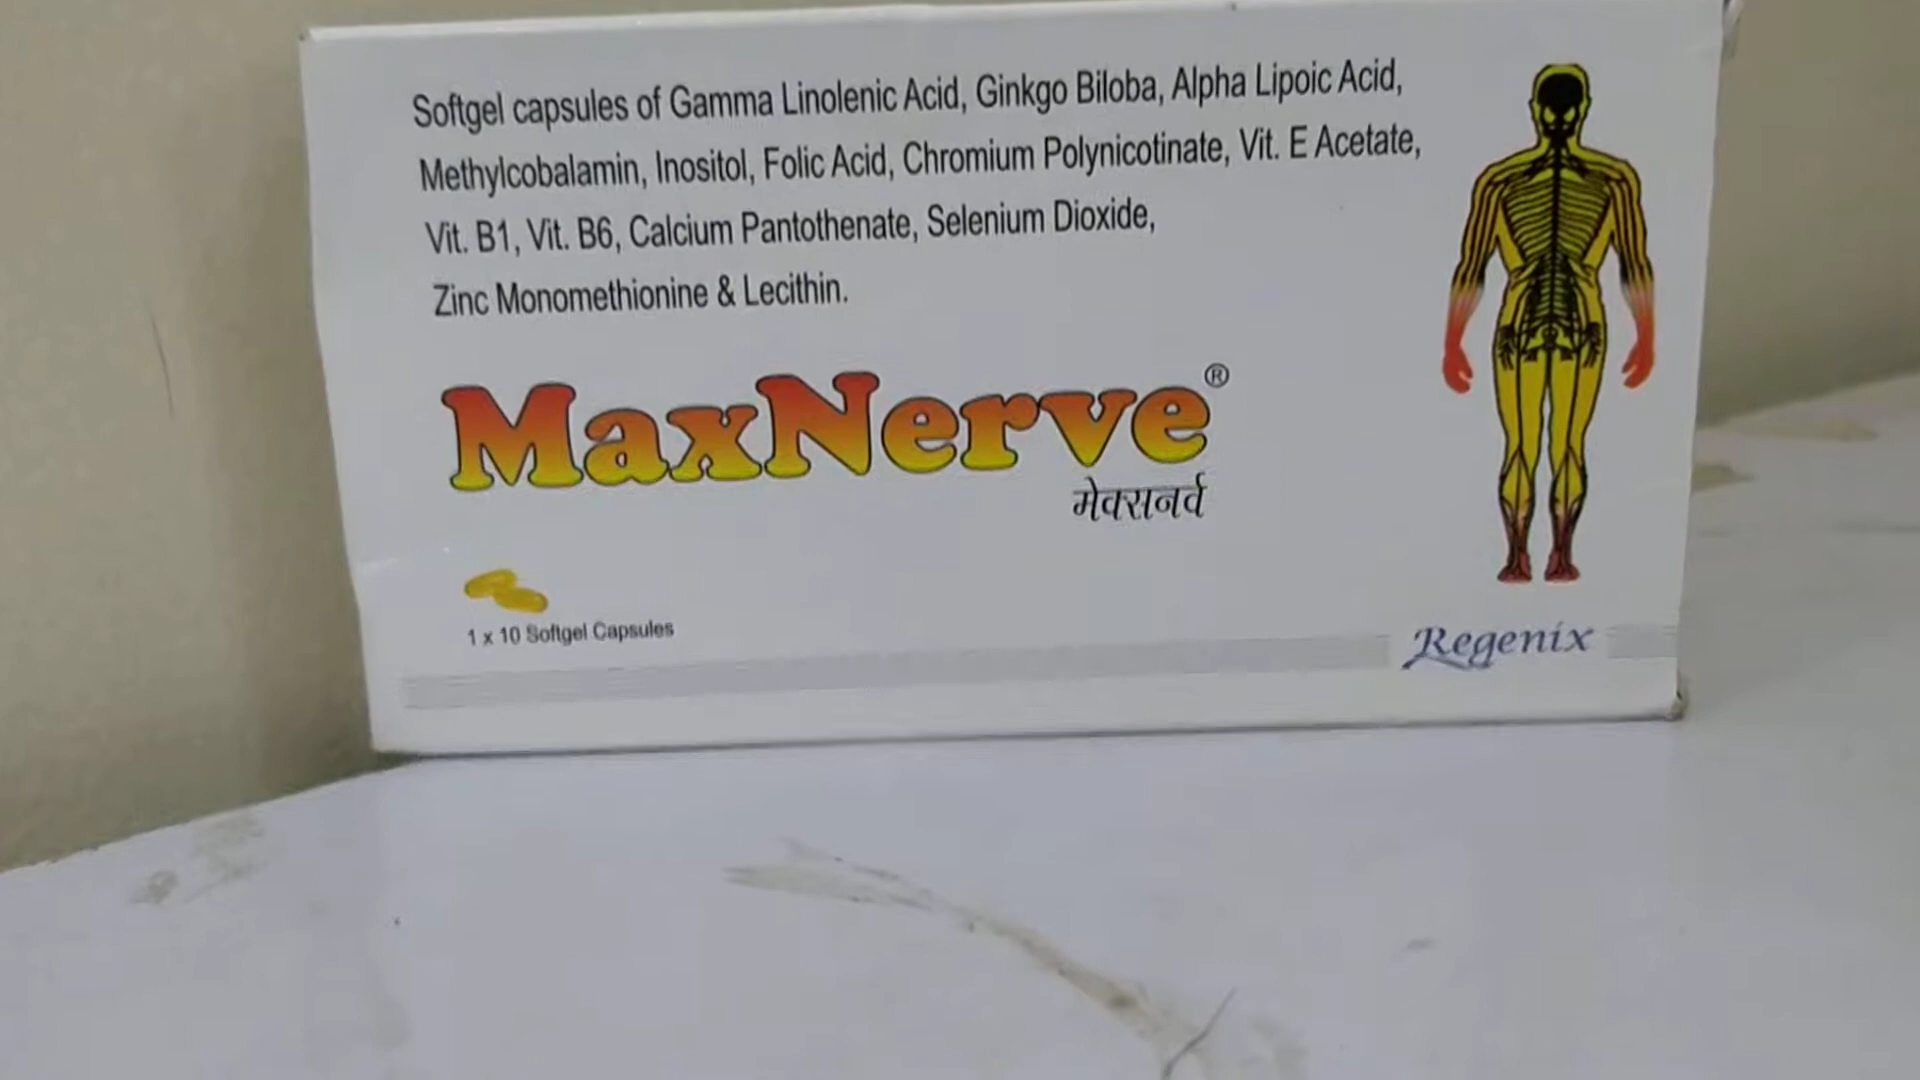 Softgel capsules of Gamma Linolenic Acid, Ginkgo Biloba, Alpha Lipoic Acid,
Methylcobalamin, Inositol, Folic Acid, Chromium Polynicotinate, Vit. E Acetate,
Vit. B1, Vit. B6, Calcium Pantothenate, Selenium Dioxide,
Zinc Monomethionine & Lecithin.
MaxNerve®
मेक्सनर्व
1 x 10 Softgel Capsules
Regenix